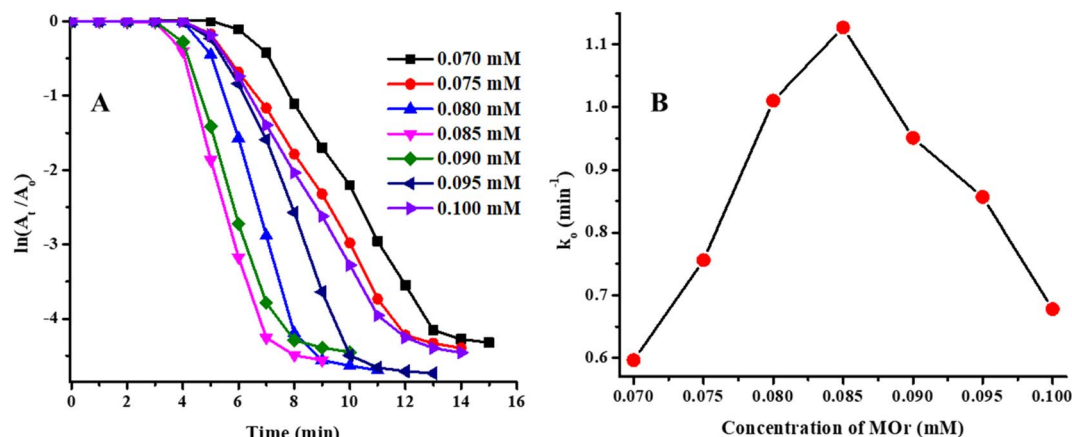 0
-1
-2
-3
-4
ln(At /Ao)
A
0.070 mM
0.075 mM
0.080 mM
0.085 mM
0.090 mM
0.095 mM
0.100 mM
0 2 4 6 8 10 12 14 16
Time (min)
B
1.1
1.0
0.9
0.8
0.7
0.6
ko (min-1)
0.070 0.075 0.080 0.085 0.090 0.095 0.100
Concentration of MOr (mM)